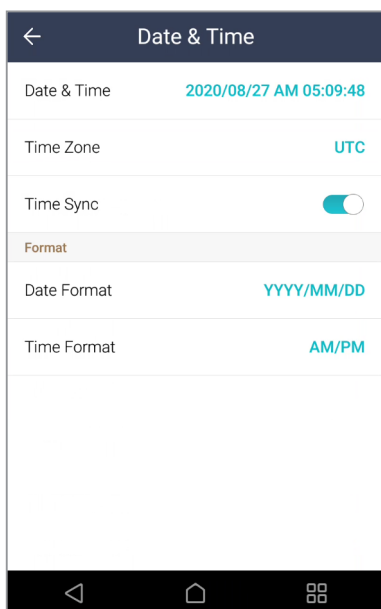 Date & Time
Date & Time 2020/08/27 AM 05:09:48
Time Zone UTC
Time Sync
Format
Date Format YYYY/MM/DD
Time Format AM/PM